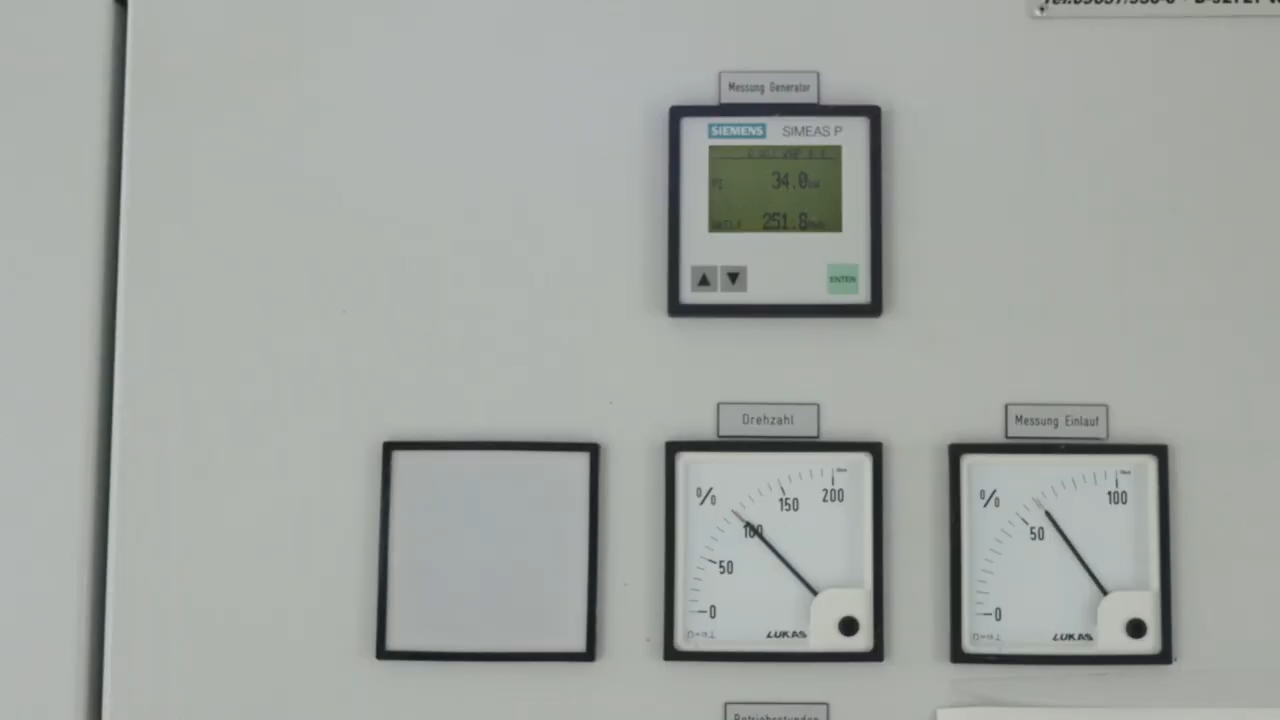 Messung Generator
SIEMENS SIMEAS P
34.0
251.8
ENTER
Drehzahl
Messung Einlauf
%
0
50
100
150
200
LUKAS
%
0
50
100
LUKAS
Betriebsstunden